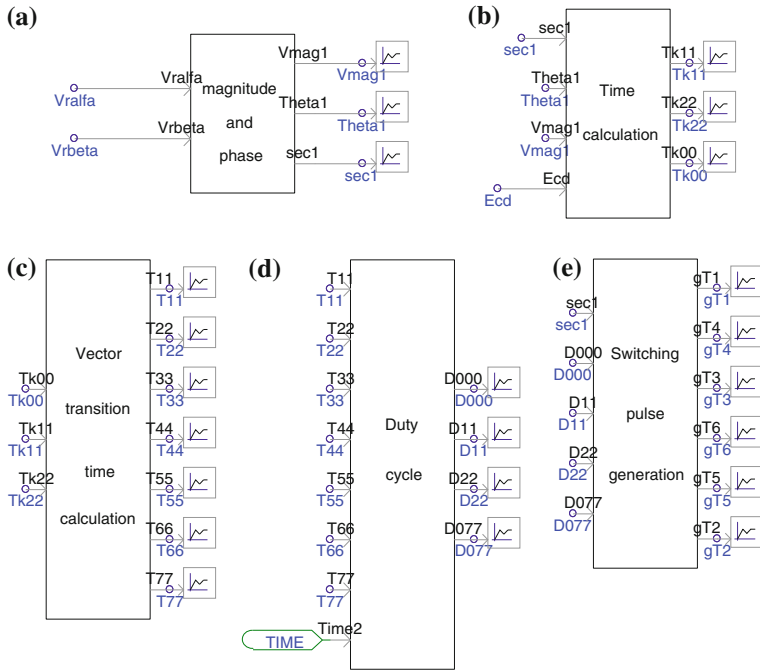 (a)
Vralfa
Vralfa
Vrbeta
Vrbeta
magnitude
and
phase
Vmag1
Vmag1
Theta1
Theta1
sec1
sec1
(b)
sec1
sec1
Theta1
Theta1
Vmag1
Vmag1
Ecd
Ecd
Time
calculation
Tk11
Tk11
Tk22
Tk22
Tk00
Tk00
(c)
Tk00
Tk00
Tk11
Tk11
Tk22
Tk22
Vector
transition
time
calculation
T11
T11
T22
T22
T33
T33
T44
T44
T55
T55
T66
T66
T77
T77
(d)
T11
T11
T22
T22
T33
T33
T44
T44
T55
T55
T66
T66
T77
T77
TIME
Time2
Duty
cycle
D000
D000
D11
D11
D22
D22
D077
D077
(e)
sec1
sec1
D000
D000
D11
D11
D22
D22
D077
D077
Switching
pulse
generation
gT1
gT1
gT4
gT4
gT3
gT3
gT6
gT6
gT5
gT5
gT2
gT2